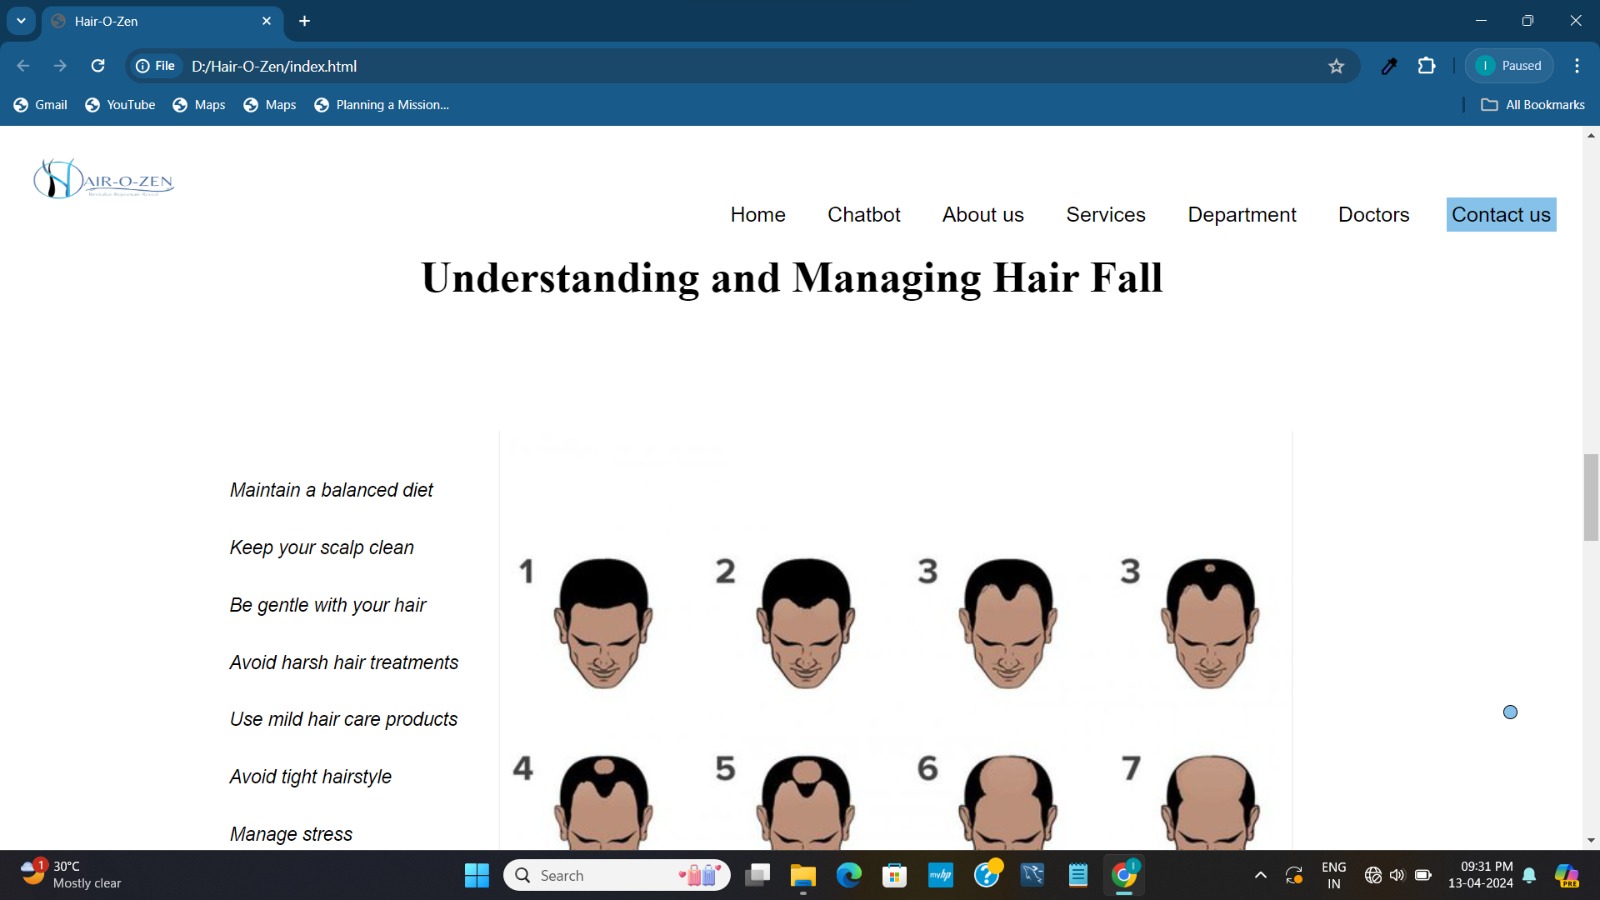 Hair-O-Zen
File D:/Hair-O-Zen/index.html
I Paused
Gmail YouTube Maps Maps Planning a Mission... All Bookmarks
AIR-O-ZEN
Home Chatbot About us Services Department Doctors Contact us
Understanding and Managing Hair Fall
Maintain a balanced diet
Keep your scalp clean
Be gentle with your hair
Avoid harsh hair treatments
Use mild hair care products
Avoid tight hairstyle
Manage stress
1 2 3 3
4 5 6 7
1 30°C
Mostly clear
Search
myhp
ENG
IN
09:31 PM
13-04-2024
PRE